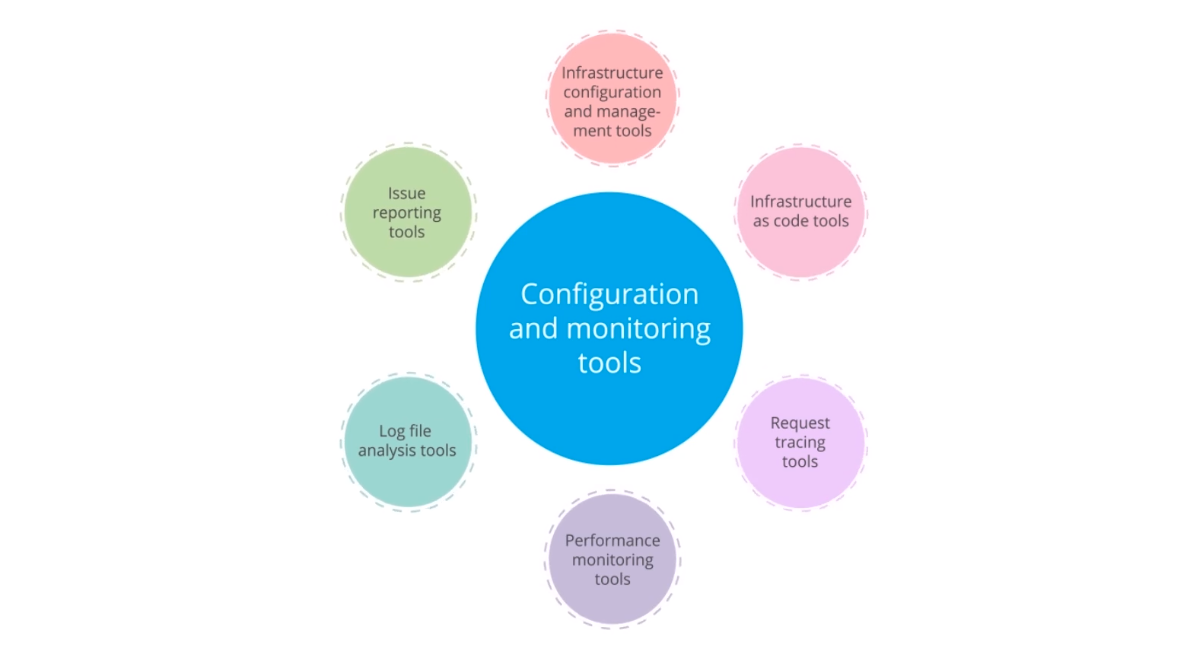 Infrastructure
configuration
and manage-
ment tools
Issue
reporting
tools
Infrastructure
as code tools
Configuration
and monitoring
tools
Log file
analysis tools
Request
tracing
tools
Performance
monitoring
tools